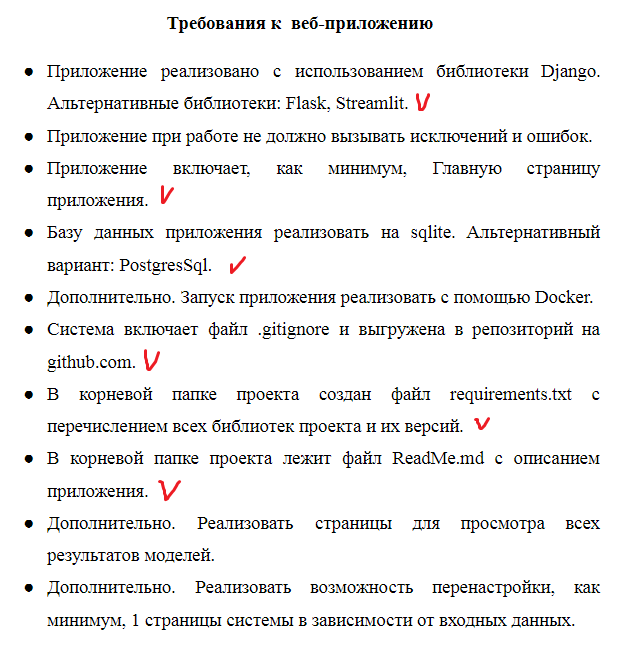 Требования к веб-приложению
● Приложение реализовано с использованием библиотеки Django.
Альтернативные библиотеки: Flask, Streamlit.
● Приложение при работе не должно вызывать исключений и ошибок.
● Приложение включает, как минимум, Главную страницу
приложения.
● Базу данных приложения реализовать на sqlite. Альтернативный
вариант: PostgresSql.
● Дополнительно. Запуск приложения реализовать с помощью Docker.
● Система включает файл .gitignore и выгружена в репозиторий на
github.com.
● В корневой папке проекта создан файл requirements.txt с
перечислением всех библиотек проекта и их версий.
● В корневой папке проекта лежит файл ReadMe.md с описанием
приложения.
● Дополнительно. Реализовать страницы для просмотра всех
результатов моделей.
● Дополнительно. Реализовать возможность перенастройки, как
минимум, 1 страницы системы в зависимости от входных данных.